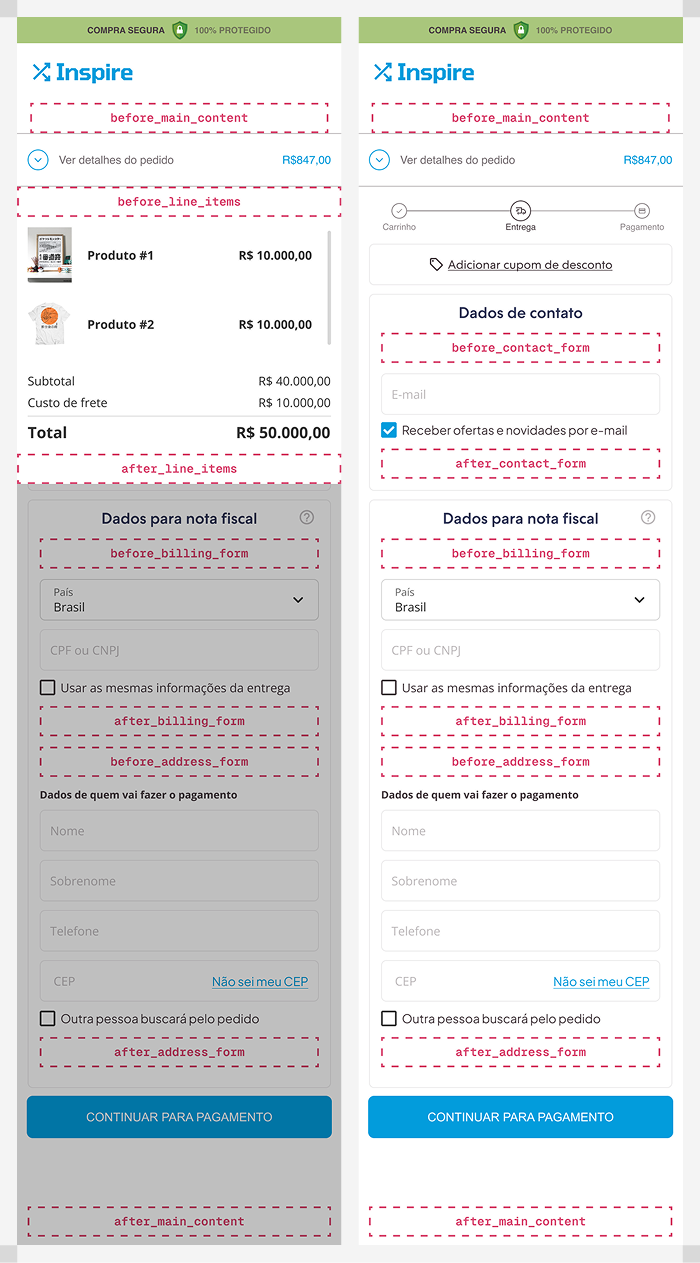 COMPRA SEGURA 100% PROTEGIDO
Inspire
before_main_content
Ver detalhes do pedido R$847,00
before_line_items
Produto #1 R$ 10.000,00
Produto #2 R$ 10.000,00
Subtotal R$ 40.000,00
Custo de frete R$ 10.000,00
Total R$ 50.000,00
after_line_items
Dados para nota fiscal ?
before_billing_form
País
Brasil
CPF ou CNPJ
Usar as mesmas informações da entrega
after_billing_form
before_address_form
Dados de quem vai fazer o pagamento
Nome
Sobrenome
Telefone
CEP Não sei meu CEP
Outra pessoa buscará pelo pedido
after_address_form
CONTINUAR PARA PAGAMENTO
after_main_content
COMPRA SEGURA 100% PROTEGIDO
Inspire
before_main_content
Ver detalhes do pedido R$847,00
Carrinho Entrega Pagamento
Adicionar cupom de desconto
Dados de contato
before_contact_form
E-mail
Receber ofertas e novidades por e-mail
after_contact_form
Dados para nota fiscal ?
before_billing_form
País
Brasil
CPF ou CNPJ
Usar as mesmas informações da entrega
after_billing_form
before_address_form
Dados de quem vai fazer o pagamento
Nome
Sobrenome
Telefone
CEP Não sei meu CEP
Outra pessoa buscará pelo pedido
after_address_form
CONTINUAR PARA PAGAMENTO
after_main_content